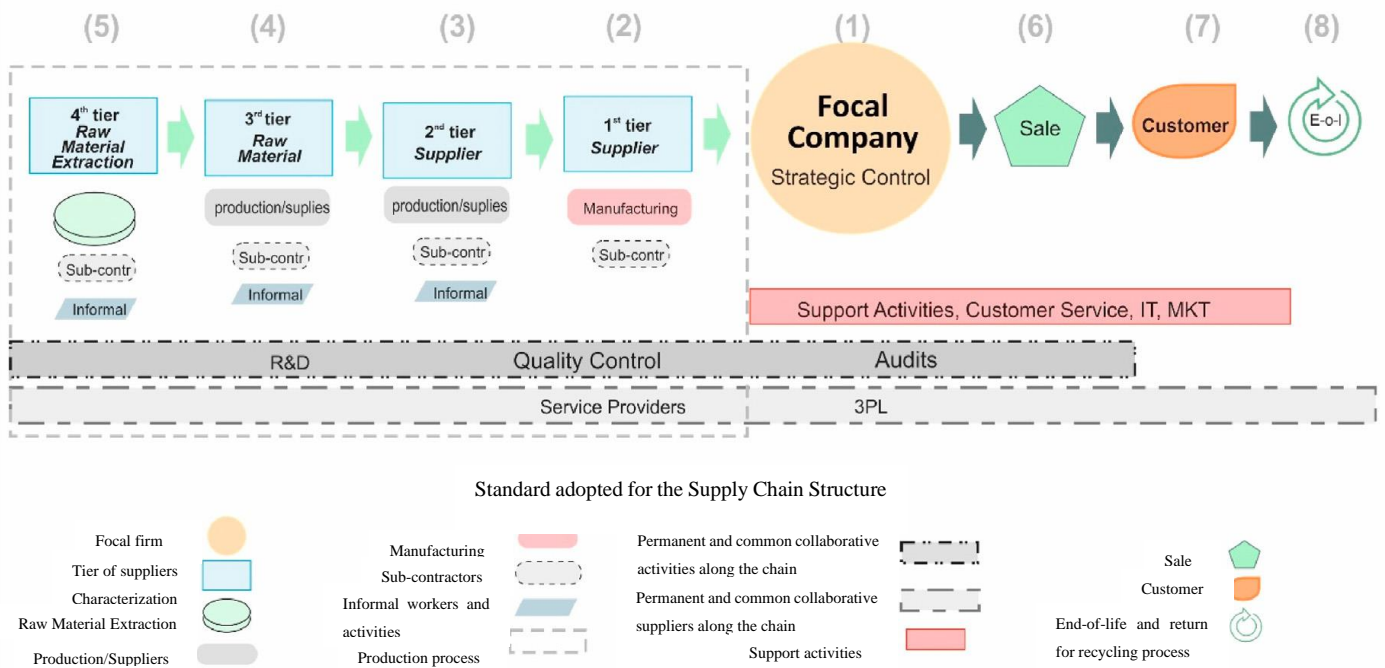 (5)
(4)
(3)
(2)
(1)
(6)
(7)
(8)
4th tier
Raw
Material
Extraction
3rd tier
Raw
Material
2nd tier
Supplier
1st tier
Supplier
Focal
Company
Strategic Control
Sale
Customer
E-o-l
production/suplies
production/suplies
Manufacturing
Sub-contr
Sub-contr
Sub-contr
Sub-contr
Informal
Informal
Informal
Support Activities, Customer Service, IT, MKT
R&D
Quality Control
Audits
Service Providers
3PL
Standard adopted for the Supply Chain Structure
Focal firm
Tier of suppliers
Characterization
Raw Material Extraction
Production/Suppliers
Manufacturing
Sub-contractors
Informal workers and
activities
Production process
Permanent and common collaborative
activities along the chain
Permanent and common collaborative
suppliers along the chain
Support activities
Sale
Customer
End-of-life and return
for recycling process